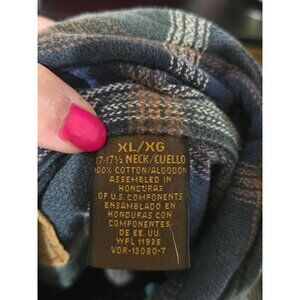 XL/XG
17-17½ NECK/CUELLO
100% COTTON/ALGODON
ASSEMBLED IN
HONDURAS
OF U.S. COMPONENTS
ENSAMBLADO EN
HONDURAS CON
COMPONENTES
DE EE. UU.
WPL 11935
VDR-13080-7